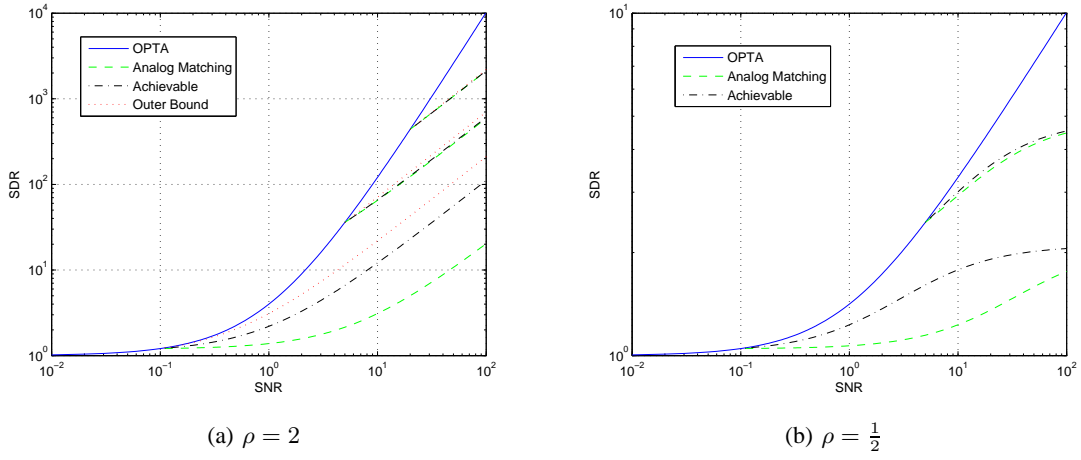 10^4
10^3
10^2
10^1
10^0
SDR
OPTA
Analog Matching
Achievable
Outer Bound
10^−2 10^−1 10^0 10^1 10^2
SNR
(a) ρ = 2
10^1
10^0
SDR
OPTA
Analog Matching
Achievable
10^−2 10^−1 10^0 10^1 10^2
SNR
(b) ρ = 1/2